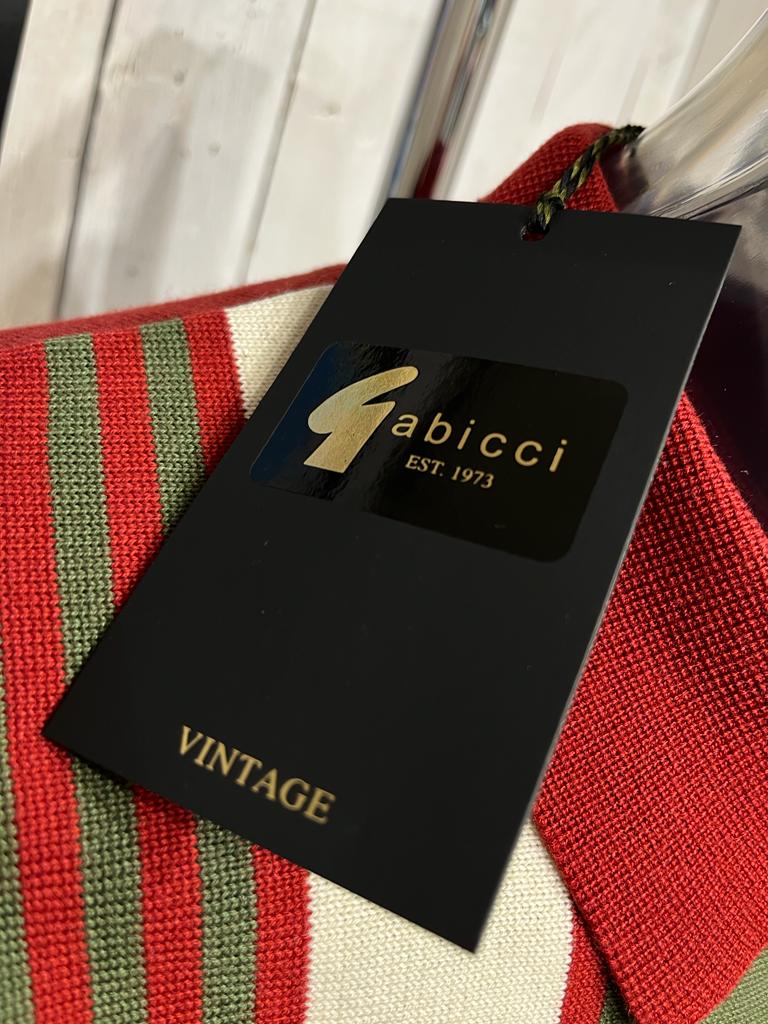 Gabicci
EST. 1973
VINTAGE